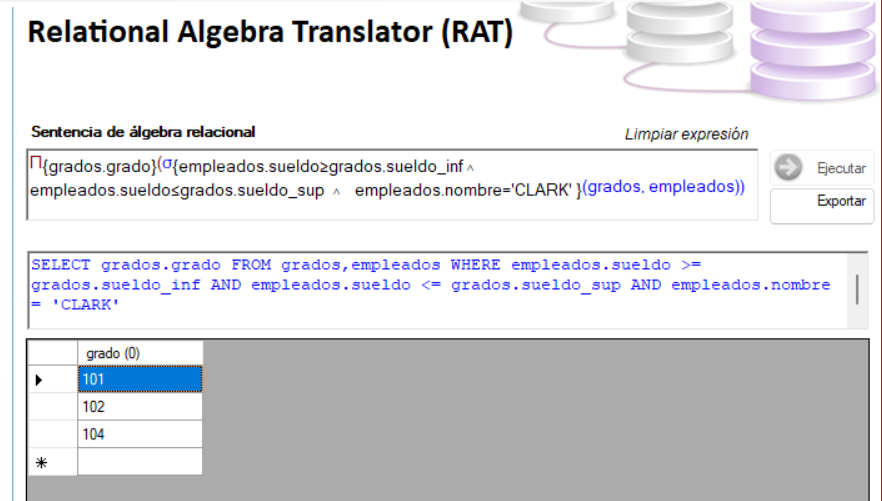 Relational Algebra Translator (RAT)
Sentencia de álgebra relacional
Limpiar expresión
Π{grados.grado}(σ{empleados.sueldo≥grados.sueldo_inf ∧
empleados.sueldo≤grados.sueldo_sup ∧ empleados.nombre='CLARK' }(grados, empleados))
Ejecutar
Exportar
SELECT grados.grado FROM grados,empleados WHERE empleados.sueldo >=
grados.sueldo_inf AND empleados.sueldo <= grados.sueldo_sup AND empleados.nombre
= 'CLARK'
grado (0)
101
102
104